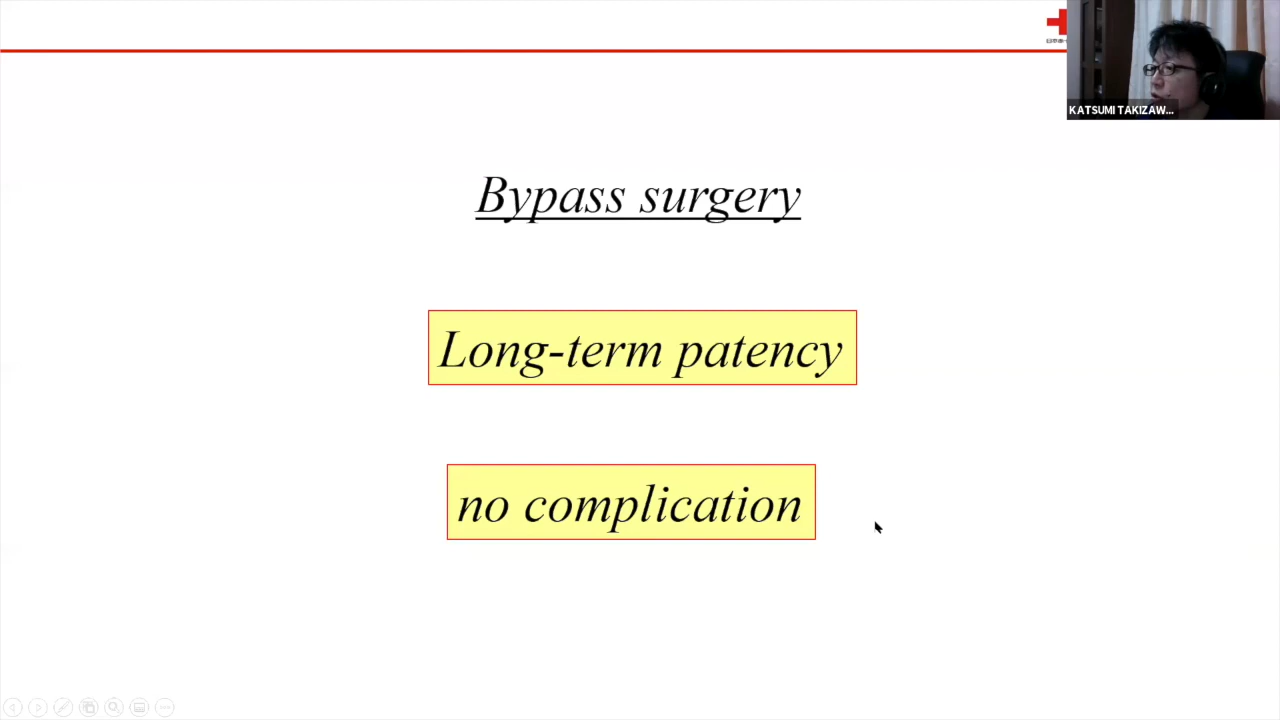 KATSUMI TAKIZAW...
Bypass surgery
Long-term patency
no complication